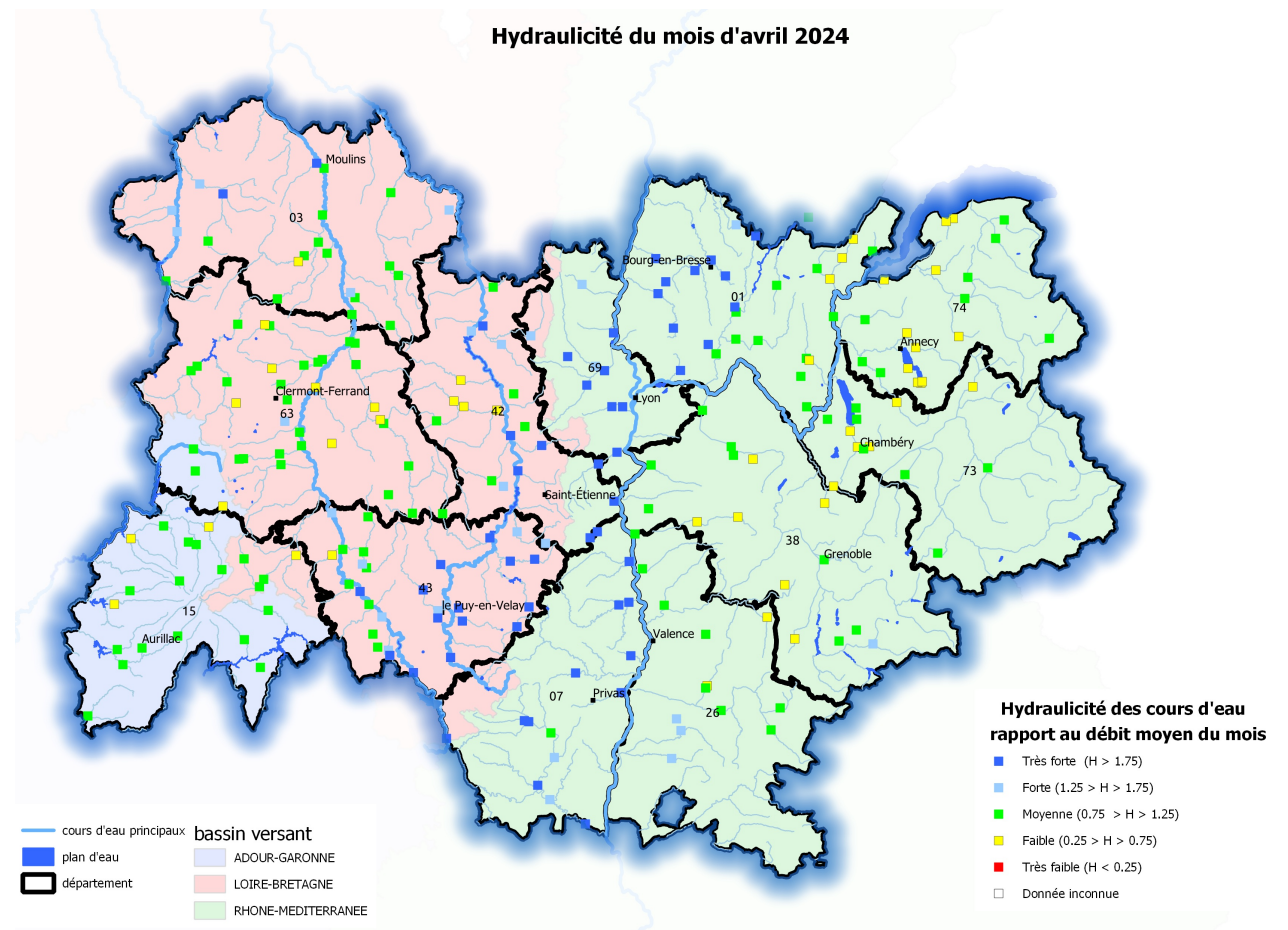 Hydraulicité du mois d'avril 2024
Moulins
03
Bourg-en-Bresse
01
74
Annecy
69
Clermont-Ferrand
63
42
Lyon
Chambéry
73
Saint-Étienne
38
Grenoble
43
le Puy-en-Velay
15
Aurillac
Valence
07
Privas
26
Hydraulicité des cours d'eau
rapport au débit moyen du mois
Très forte (H > 1.75)
Forte (1.25 > H > 1.75)
Moyenne (0.75 > H > 1.25)
Faible (0.25 > H > 0.75)
Très faible (H < 0.25)
Donnée inconnue
cours d'eau principaux
plan d'eau
département
bassin versant
ADOUR-GARONNE
LOIRE-BRETAGNE
RHONE-MEDITERRANEE